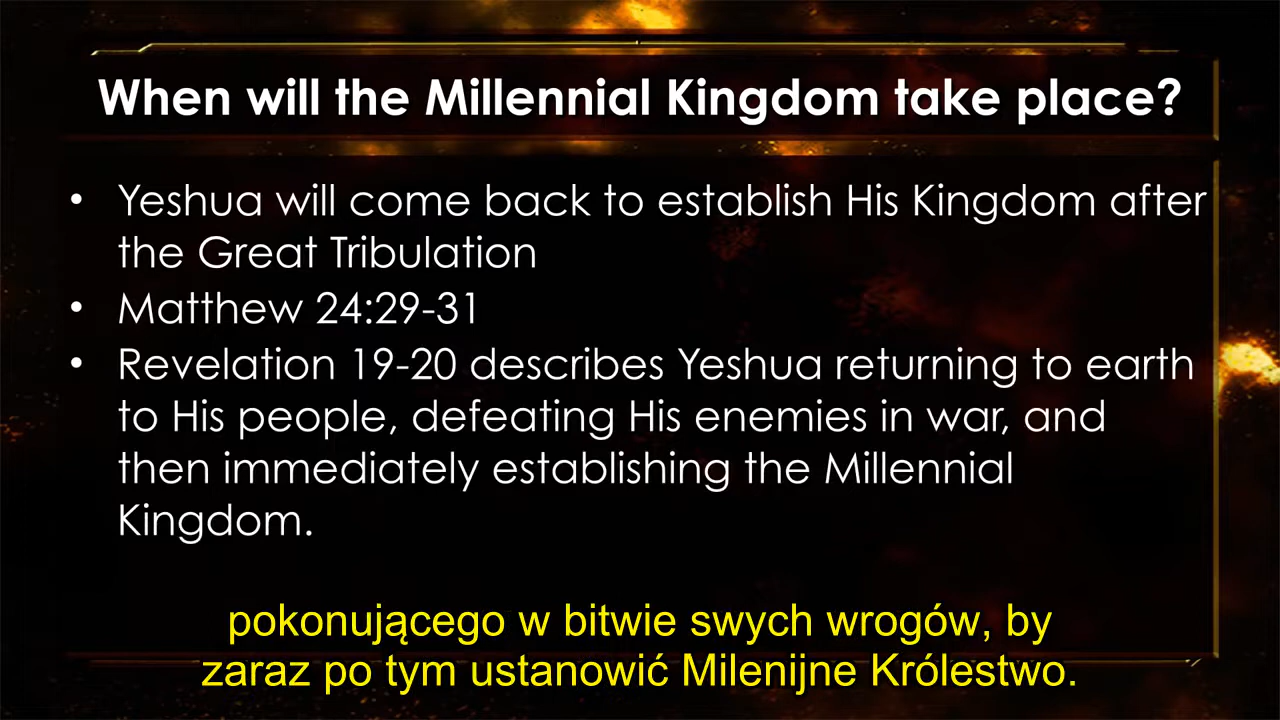 When will the Millennial Kingdom take place?
• Yeshua will come back to establish His Kingdom after
the Great Tribulation
• Matthew 24:29-31
• Revelation 19-20 describes Yeshua returning to earth
to His people, defeating His enemies in war, and
then immediately establishing the Millennial
Kingdom.
pokonującego w bitwie swych wrogów, by
zaraz po tym ustanowić Milenijne Królestwo.